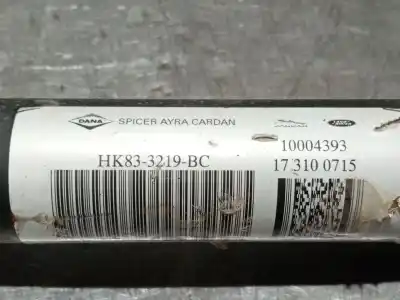 DANA SPICER AYRA CARDAN
HK83-3219-BC
10004393
17 310 0715